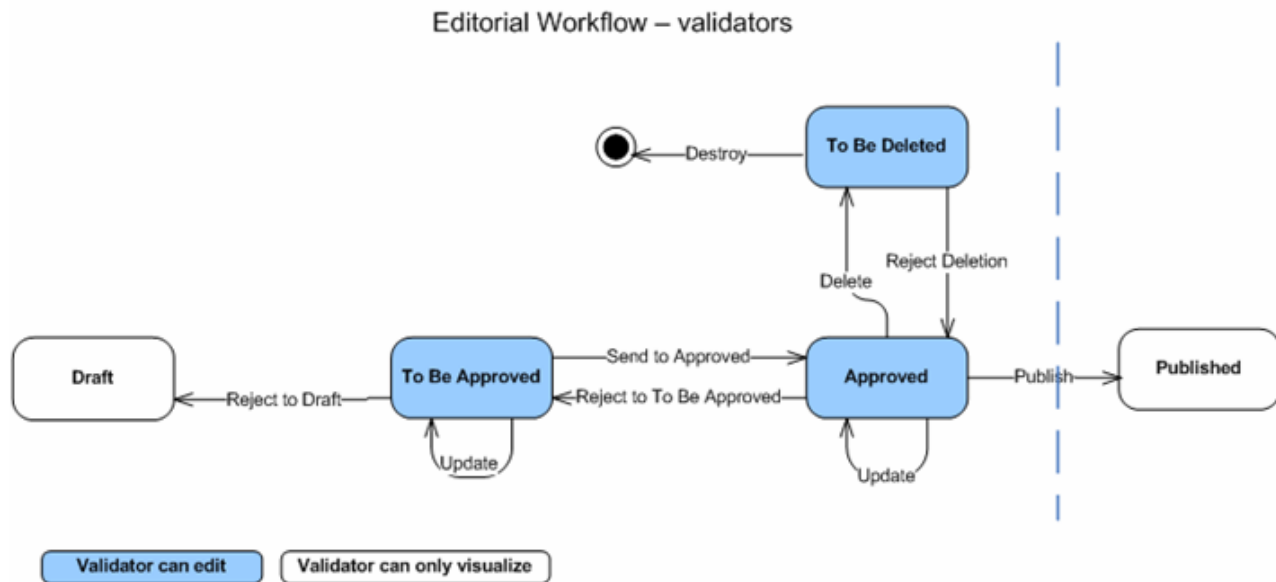 Editorial Workflow – validators
To Be Deleted
Destroy
Delete
Reject Deletion
Draft
Reject to Draft
To Be Approved
Update
Send to Approved
Reject to To Be Approved
Approved
Update
Publish
Published
Validator can edit
Validator can only visualize